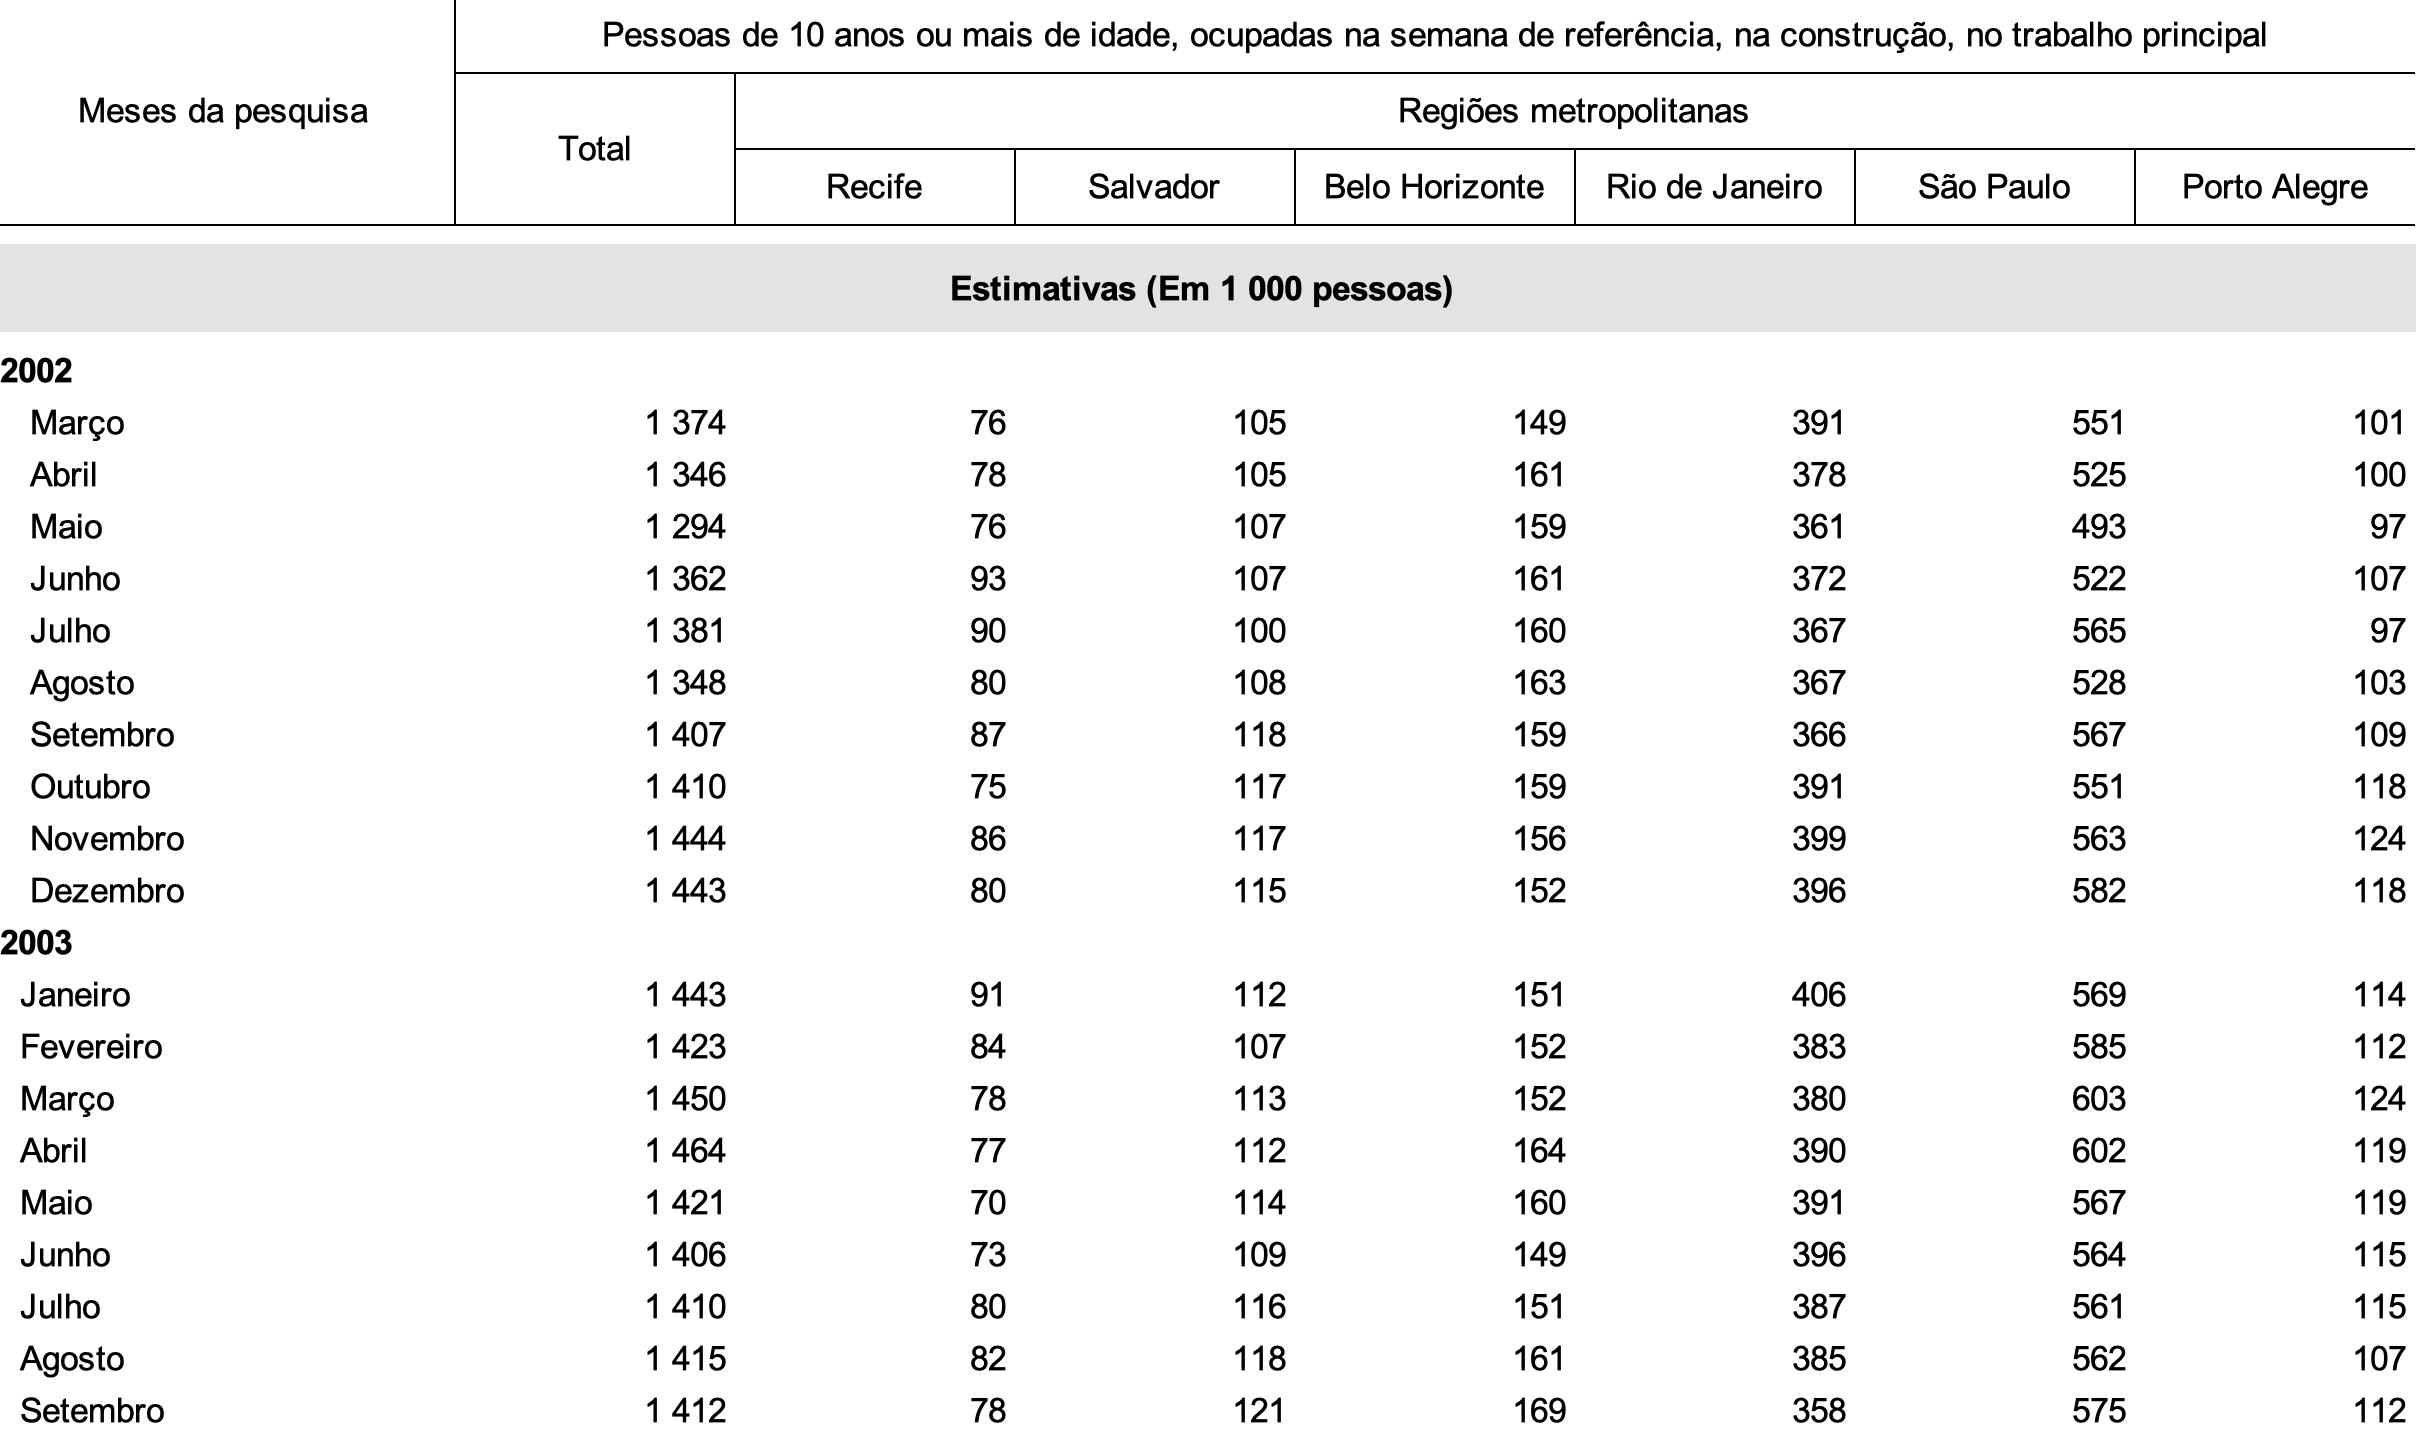 Pessoas de 10 anos ou mais de idade, ocupadas na semana de referência, na construção, no trabalho principal
Meses da pesquisa
Total
Regiões metropolitanas
Recife Salvador Belo Horizonte Rio de Janeiro São Paulo Porto Alegre
Estimativas (Em 1 000 pessoas)
2002
Março 1 374 76 105 149 391 551 101
Abril 1 346 78 105 161 378 525 100
Maio 1 294 76 107 159 361 493 97
Junho 1 362 93 107 161 372 522 107
Julho 1 381 90 100 160 367 565 97
Agosto 1 348 80 108 163 367 528 103
Setembro 1 407 87 118 159 366 567 109
Outubro 1 410 75 117 159 391 551 118
Novembro 1 444 86 117 156 399 563 124
Dezembro 1 443 80 115 152 396 582 118
2003
Janeiro 1 443 91 112 151 406 569 114
Fevereiro 1 423 84 107 152 383 585 112
Março 1 450 78 113 152 380 603 124
Abril 1 464 77 112 164 390 602 119
Maio 1 421 70 114 160 391 567 119
Junho 1 406 73 109 149 396 564 115
Julho 1 410 80 116 151 387 561 115
Agosto 1 415 82 118 161 385 562 107
Setembro 1 412 78 121 169 358 575 112